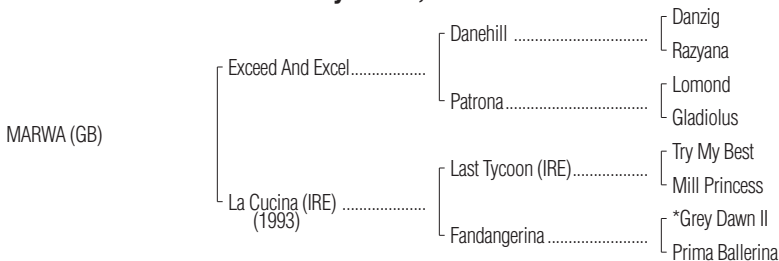 Danzig
Danehill ................................
Razyana
Exceed And Excel..................
Lomond
Patrona..................................
Gladiolus
MARWA (GB)
Try My Best
Last Tycoon (IRE)..................
Mill Princess
La Cucina (IRE) ....................
(1993)
*Grey Dawn II
Fandangerina ........................
Prima Ballerina